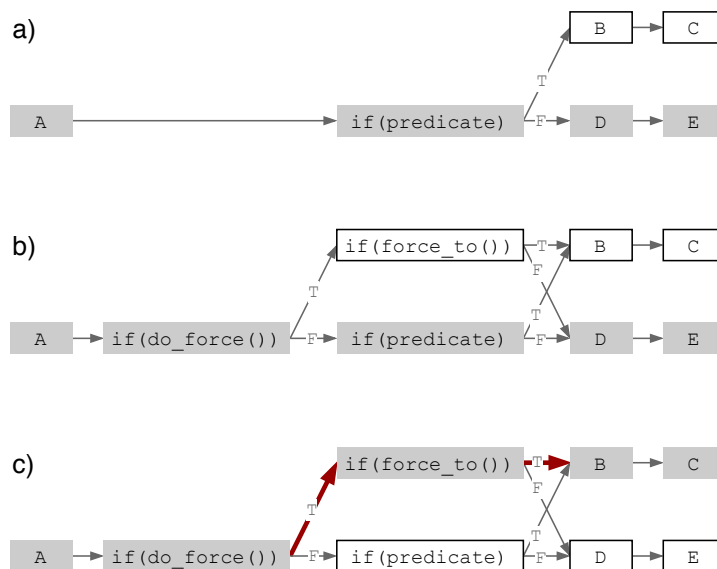 a)
B
C
T
A
if(predicate)
F
D
E
b)
if(force_to())
T
B
C
F
T
T
A
if(do_force())
F
if(predicate)
F
D
E
c)
if(force_to())
T
B
C
F
T
T
A
if(do_force())
F
if(predicate)
F
D
E